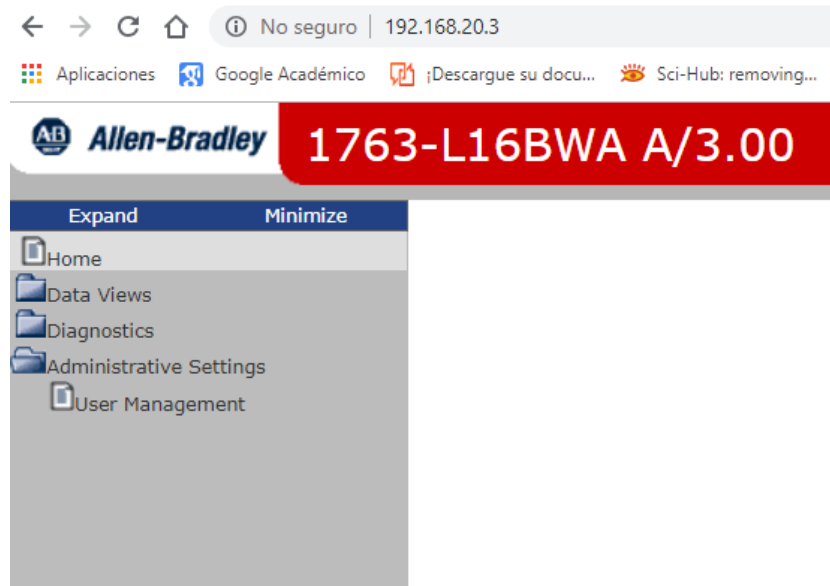 No seguro | 192.168.20.3
Aplicaciones Google Académico ¡Descargue su docu... Sci-Hub: removing...
AB Allen-Bradley 1763-L16BWA A/3.00
Expand Minimize
Home
Data Views
Diagnostics
Administrative Settings
User Management